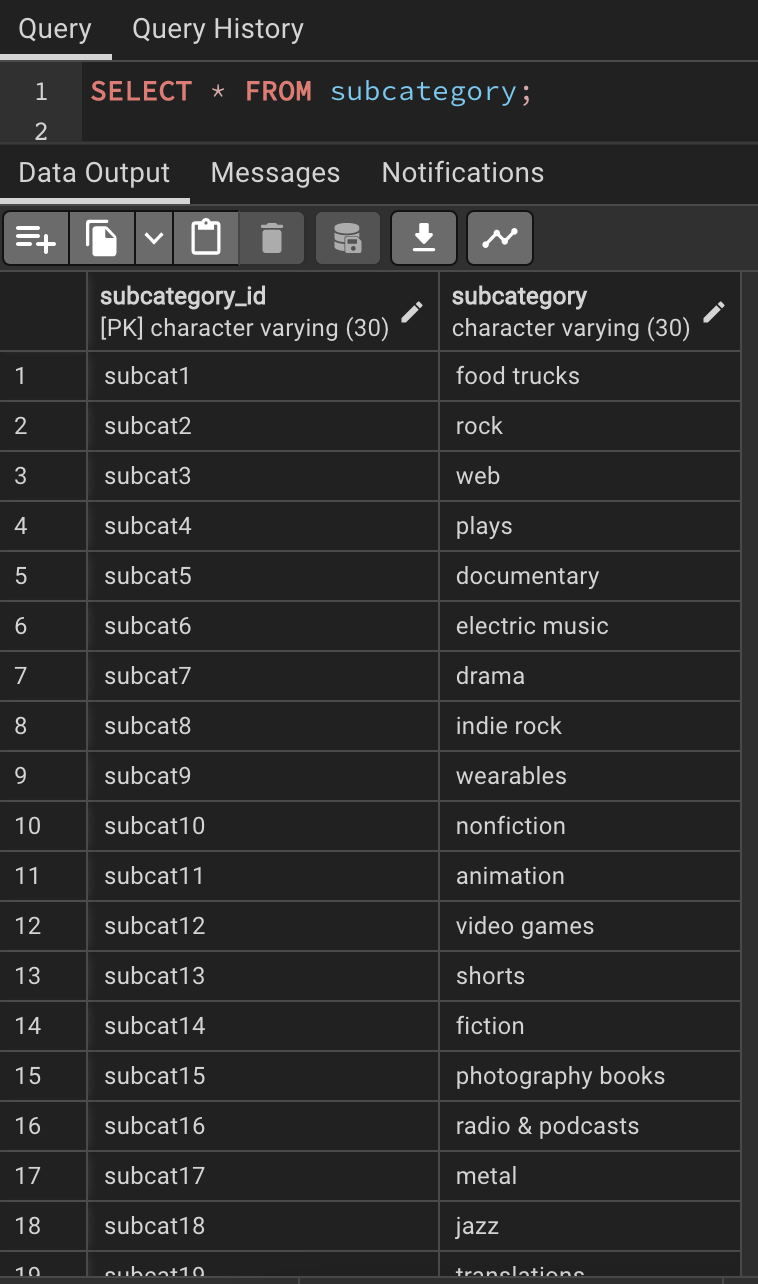 Query Query History
1 SELECT * FROM subcategory;
2
Data Output Messages Notifications
subcategory_id subcategory
[PK] character varying (30) character varying (30)
1 subcat1 food trucks
2 subcat2 rock
3 subcat3 web
4 subcat4 plays
5 subcat5 documentary
6 subcat6 electric music
7 subcat7 drama
8 subcat8 indie rock
9 subcat9 wearables
10 subcat10 nonfiction
11 subcat11 animation
12 subcat12 video games
13 subcat13 shorts
14 subcat14 fiction
15 subcat15 photography books
16 subcat16 radio & podcasts
17 subcat17 metal
18 subcat18 jazz
19 subcat19 translations